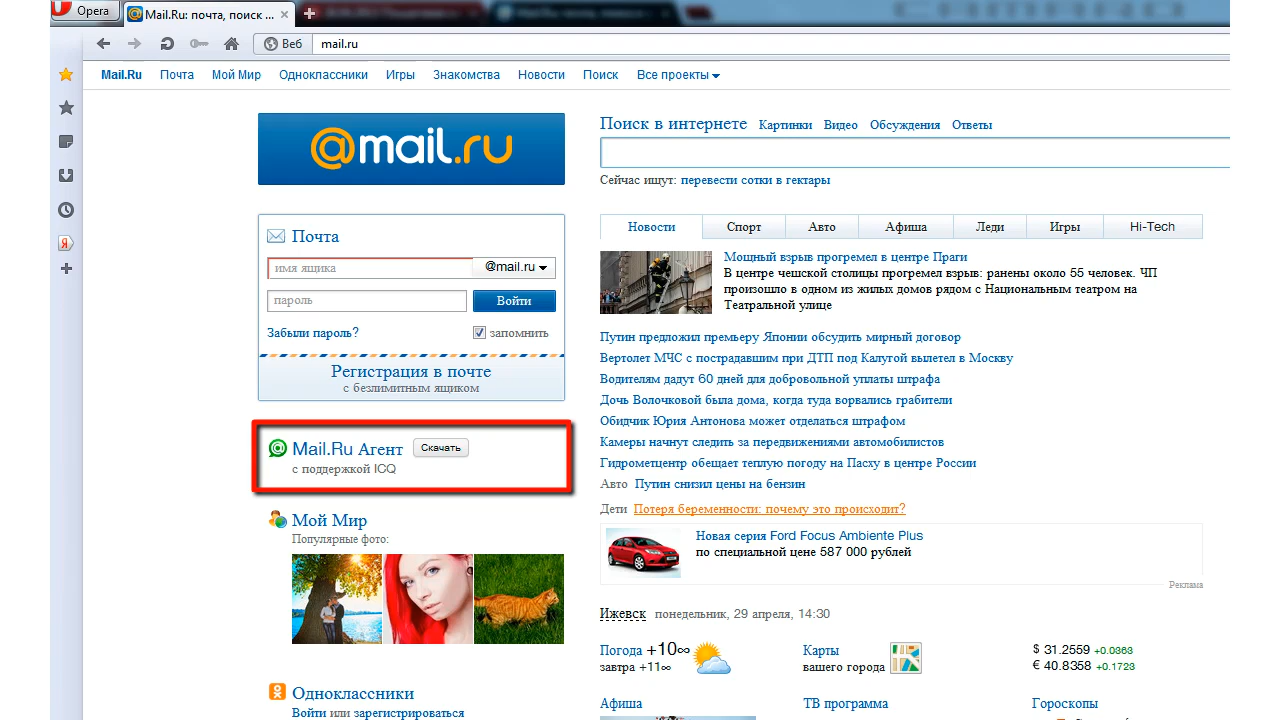 Opera
Mail.Ru: почта, поиск ...
Веб
mail.ru
Mail.Ru Почта Мой Мир Одноклассники Игры Знакомства Новости Поиск Все проекты
@mail.ru
Поиск в интернете Картинки Видео Обсуждения Ответы
Сейчас ищут: перевести сотки в гектары
Почта
имя ящика @mail.ru
пароль Войти
Забыли пароль? запомнить
Регистрация в почте
с безлимитным ящиком
Mail.Ru Агент Скачать
с поддержкой ICQ
Мой Мир
Популярные фото:
Одноклассники
Войти или зарегистрироваться
Новости Спорт Авто Афиша Леди Игры Hi-Tech
Мощный взрыв прогремел в центре Праги
В центре чешской столицы прогремел взрыв: ранены около 55 человек. ЧП
произошло в одном из жилых домов рядом с Национальным театром на
Театральной улице
Путин предложил премьеру Японии обсудить мирный договор
Вертолет МЧС с пострадавшим при ДТП под Калугой вылетел в Москву
Водителям дадут 60 дней для добровольной уплаты штрафа
Дочь Волочковой была дома, когда туда ворвались грабители
Обидчик Юрия Антонова может отделаться штрафом
Камеры начнут следить за передвижениями автомобилистов
Гидрометцентр обещает теплую погоду на Пасху в центре России
Авто Путин снизил цены на бензин
Дети Потеря беременности: почему это происходит?
Новая серия Ford Focus Ambiente Plus
по специальной цене 587 000 рублей
Реклама
Ижевск понедельник, 29 апреля, 14:30
Погода +10∞
завтра +11∞
Карты
вашего города
$ 31.2559 +0.0363
€ 40.8358 +0.1723
Афиша ТВ программа Гороскопы